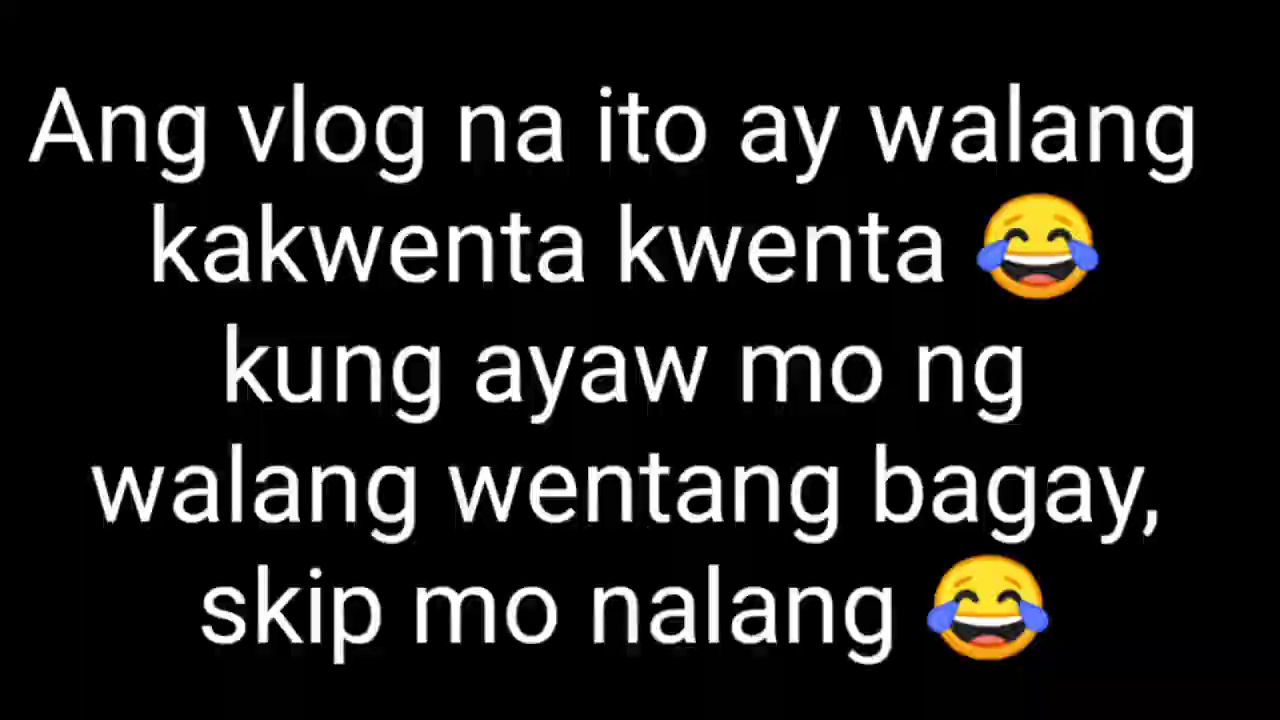 Ang vlog na ito ay walang
kakwenta kwenta 😂
kung ayaw mo ng
walang wentang bagay,
skip mo nalang 😂